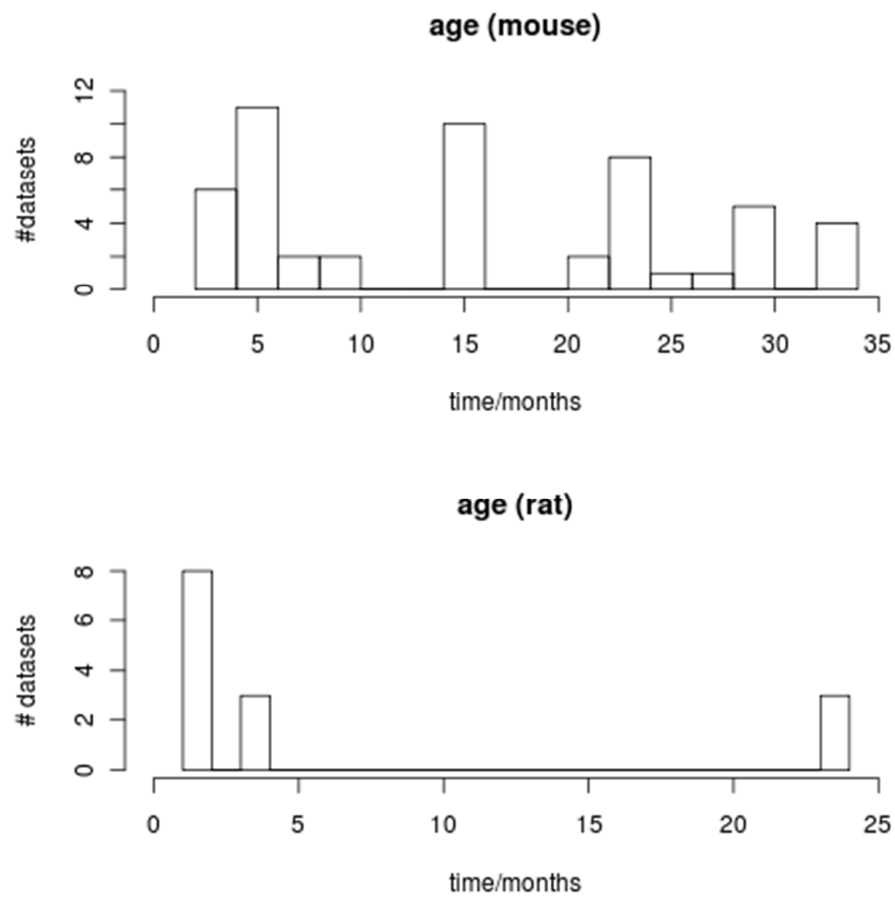 age (mouse)
12
8
4
0
#datasets
0 5 10 15 20 25 30 35
time/months
age (rat)
8
6
4
2
0
# datasets
0 5 10 15 20 25
time/months